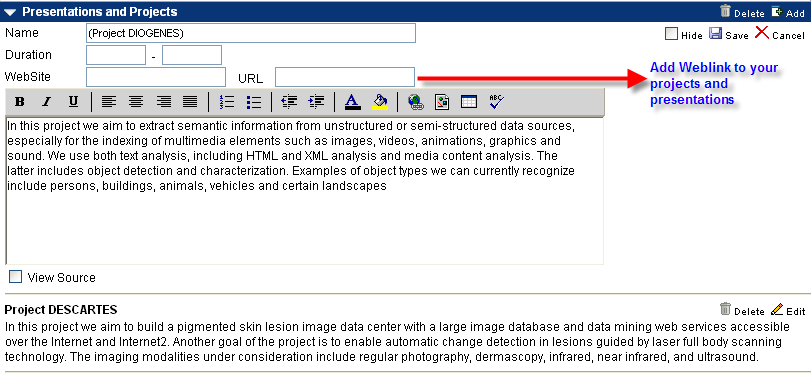 Presentations and Projects Delete Add
Name (Project DIOGENES) Hide Save Cancel
Duration -
WebSite URL
Add Weblink to your
projects and
presentations
B I U A ABC
In this project we aim to extract semantic information from unstructured or semi-structured data sources,
especially for the indexing of multimedia elements such as images, videos, animations, graphics and
sound. We use both text analysis, including HTML and XML analysis and media content analysis. The
latter includes object detection and characterization. Examples of object types we can currently recognize
include persons, buildings, animals, vehicles and certain landscapes
View Source
Project DESCARTES Delete Edit
In this project we aim to build a pigmented skin lesion image data center with a large image database and data mining web services accessible
over the Internet and Internet2. Another goal of the project is to enable automatic change detection in lesions guided by laser full body scanning
technology. The imaging modalities under consideration include regular photography, dermascopy, infrared, near infrared, and ultrasound.